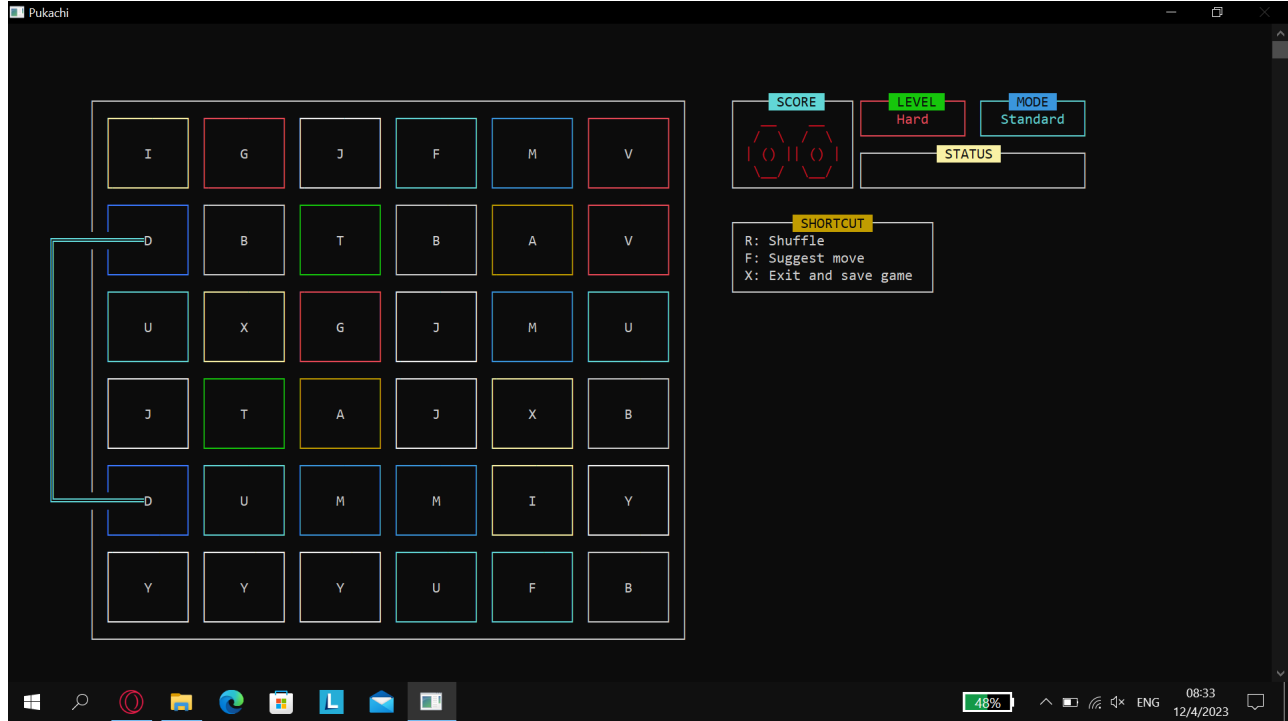 Pukachi
SCORE
LEVEL
MODE
Hard
Standard
00
STATUS
SHORTCUT
R: Shuffle
F: Suggest move
X: Exit and save game
I G J F M V
D B T B A V
U X G J M U
J T A J X B
D U M M I Y
Y Y Y U F B
L
48%
ENG
08:33
12/4/2023